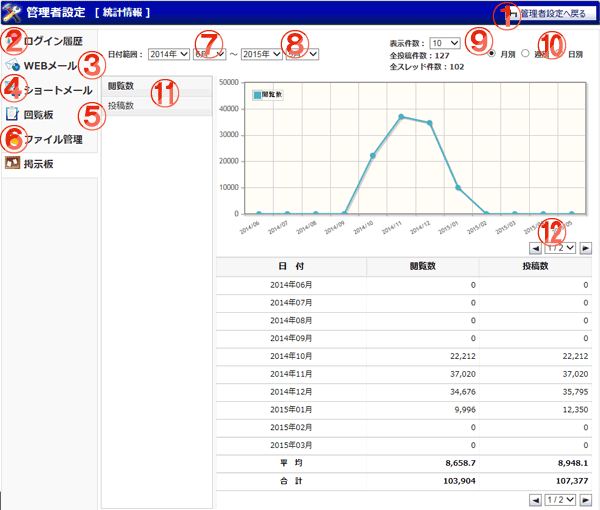 管理者設定 [ 統計情報 ]
① 管理者設定へ戻る
② ログイン履歴
WEBメール ③
④ ショートメール
回覧板 ⑤
⑥ ファイル管理
掲示板
日付範囲: 2014年 6月 ⑦ ～ 2015年 ⑧
表示件数: 10 ⑨
全投稿件数: 127
全スレッド件数: 102
月別 ⑩ 日別
閲覧数 ⑪
投稿数
閲覧数
50000
40000
30000
20000
10000
0
2014/06 2014/07 2014/08 2014/09 2014/10 2014/11 2014/12 2015/01 2015/02 2015/03
⑫
1 / 2
日 付 閲覧数 投稿数
2014年06月 0 0
2014年07月 0 0
2014年08月 0 0
2014年09月 0 0
2014年10月 22,212 22,212
2014年11月 37,020 37,020
2014年12月 34,676 35,795
2015年01月 9,996 12,350
2015年02月 0 0
2015年03月 0 0
平 均 8,658.7 8,948.1
合 計 103,904 107,377
1 / 2